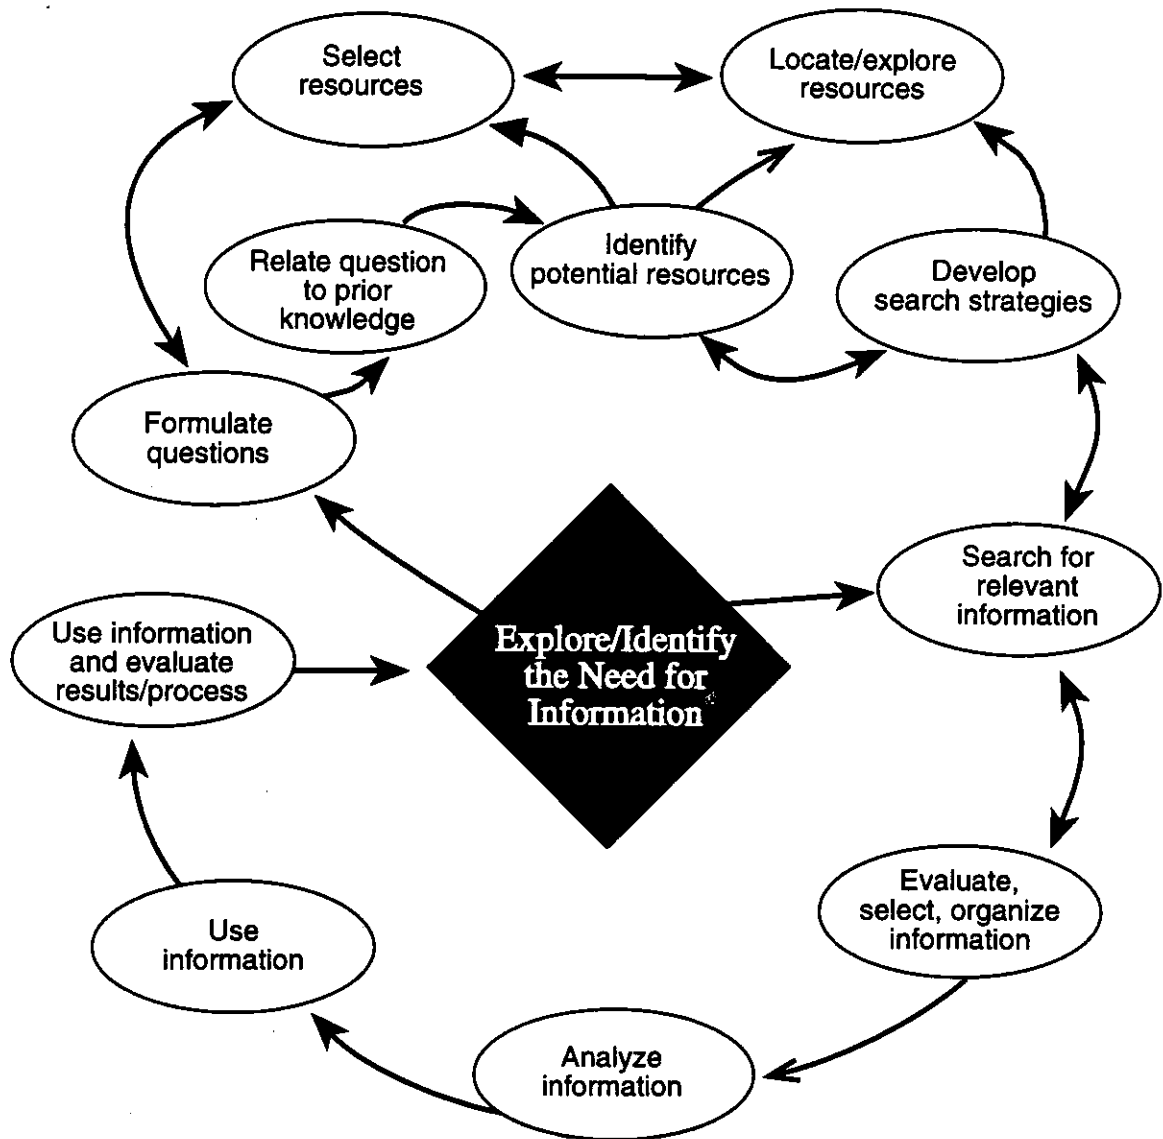 Select
resources
Locate/explore
resources
Relate question
to prior
knowledge
Identify
potential resources
Develop
search strategies
Formulate
questions
Search for
relevant
information
Explore/Identify
the Need for
Information
Use information
and evaluate
results/process
Evaluate,
select, organize
information
Use
information
Analyze
information